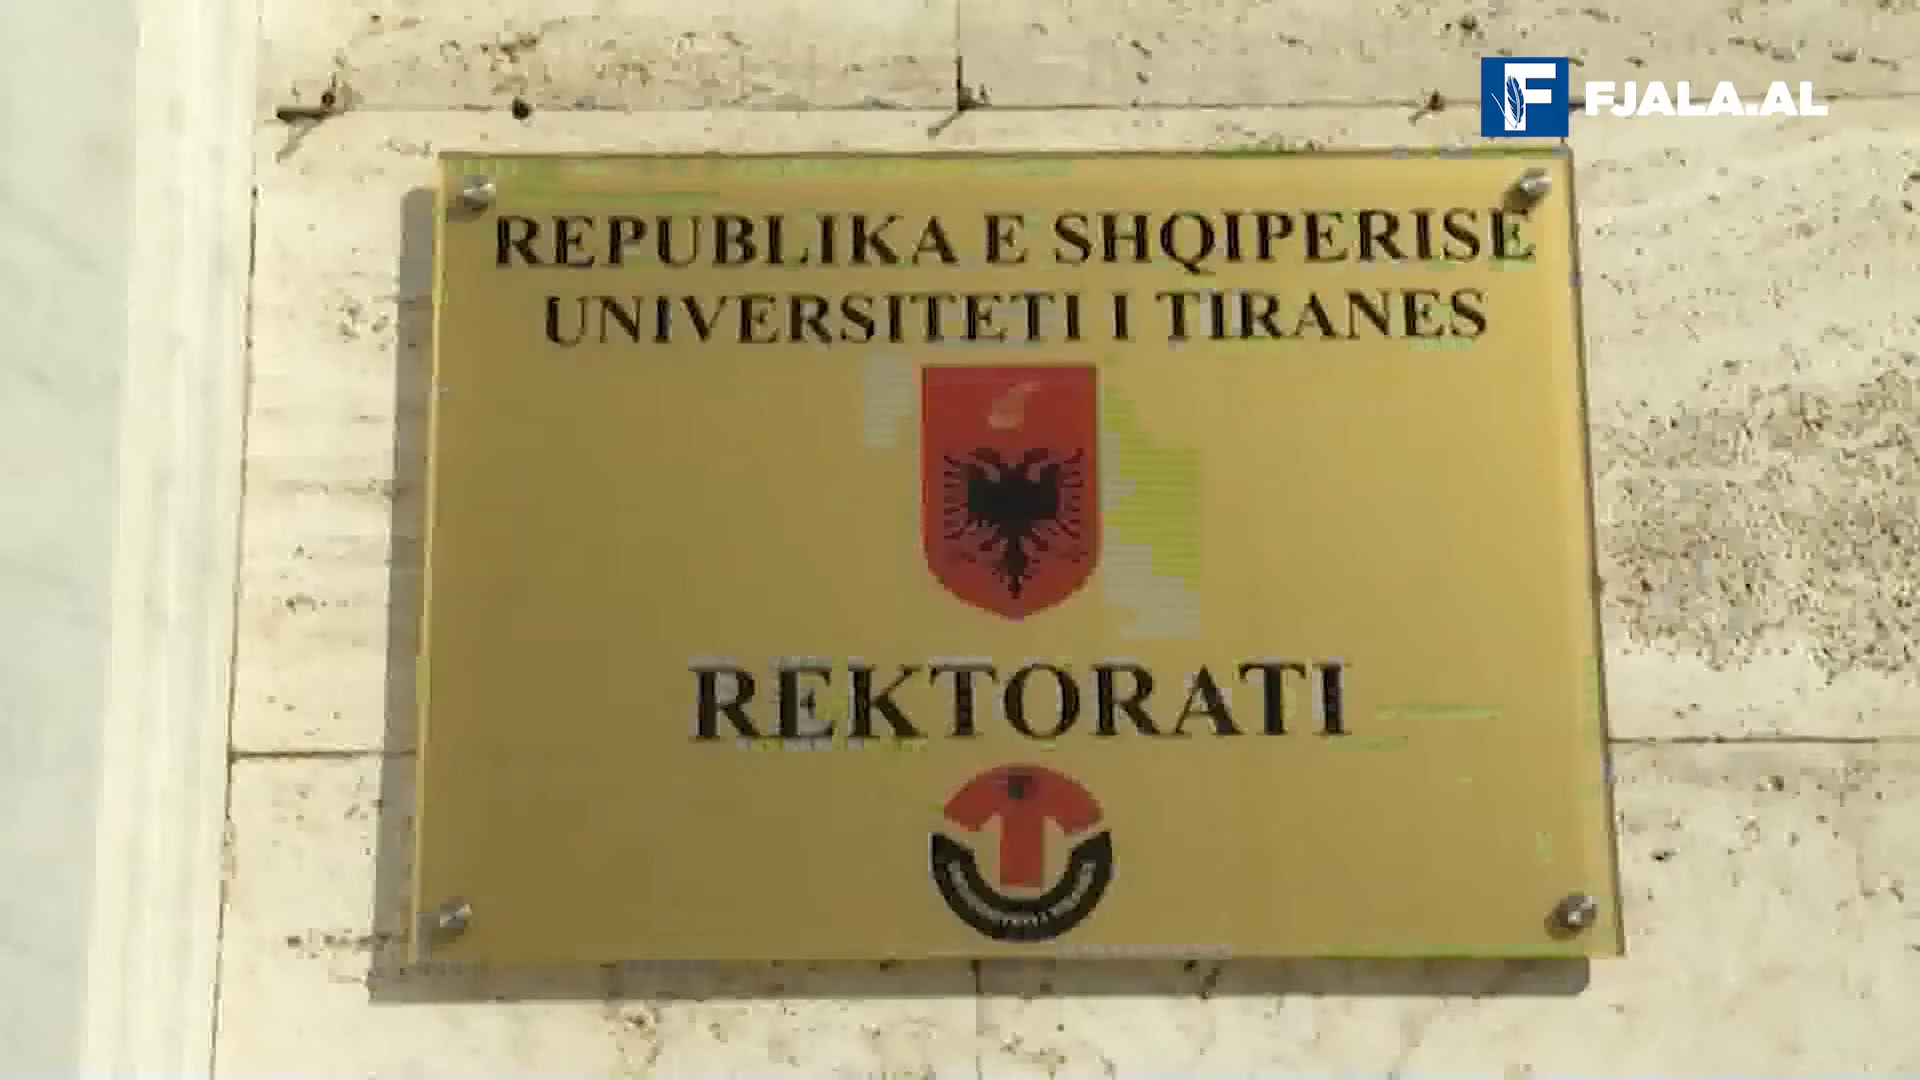 FJALA.AL
REPUBLIKA E SHQIPERISE
UNIVERSITETI I TIRANES
REKTORATI